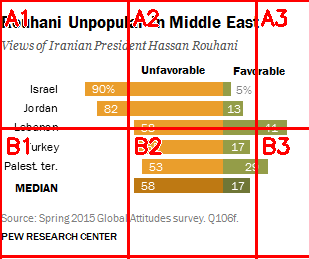 A1 A2 A3
Rouhani Unpopular in Middle East
Views of Iranian President Hassan Rouhani
Unfavorable Favorable
Israel 90% 5%
Jordan 82 13
Lebanon 58 41
B1 B2 B3
Turkey 17
Palest. ter. 53 29
MEDIAN 58 17
Source: Spring 2015 Global Attitudes survey. Q106f.
PEW RESEARCH CENTER